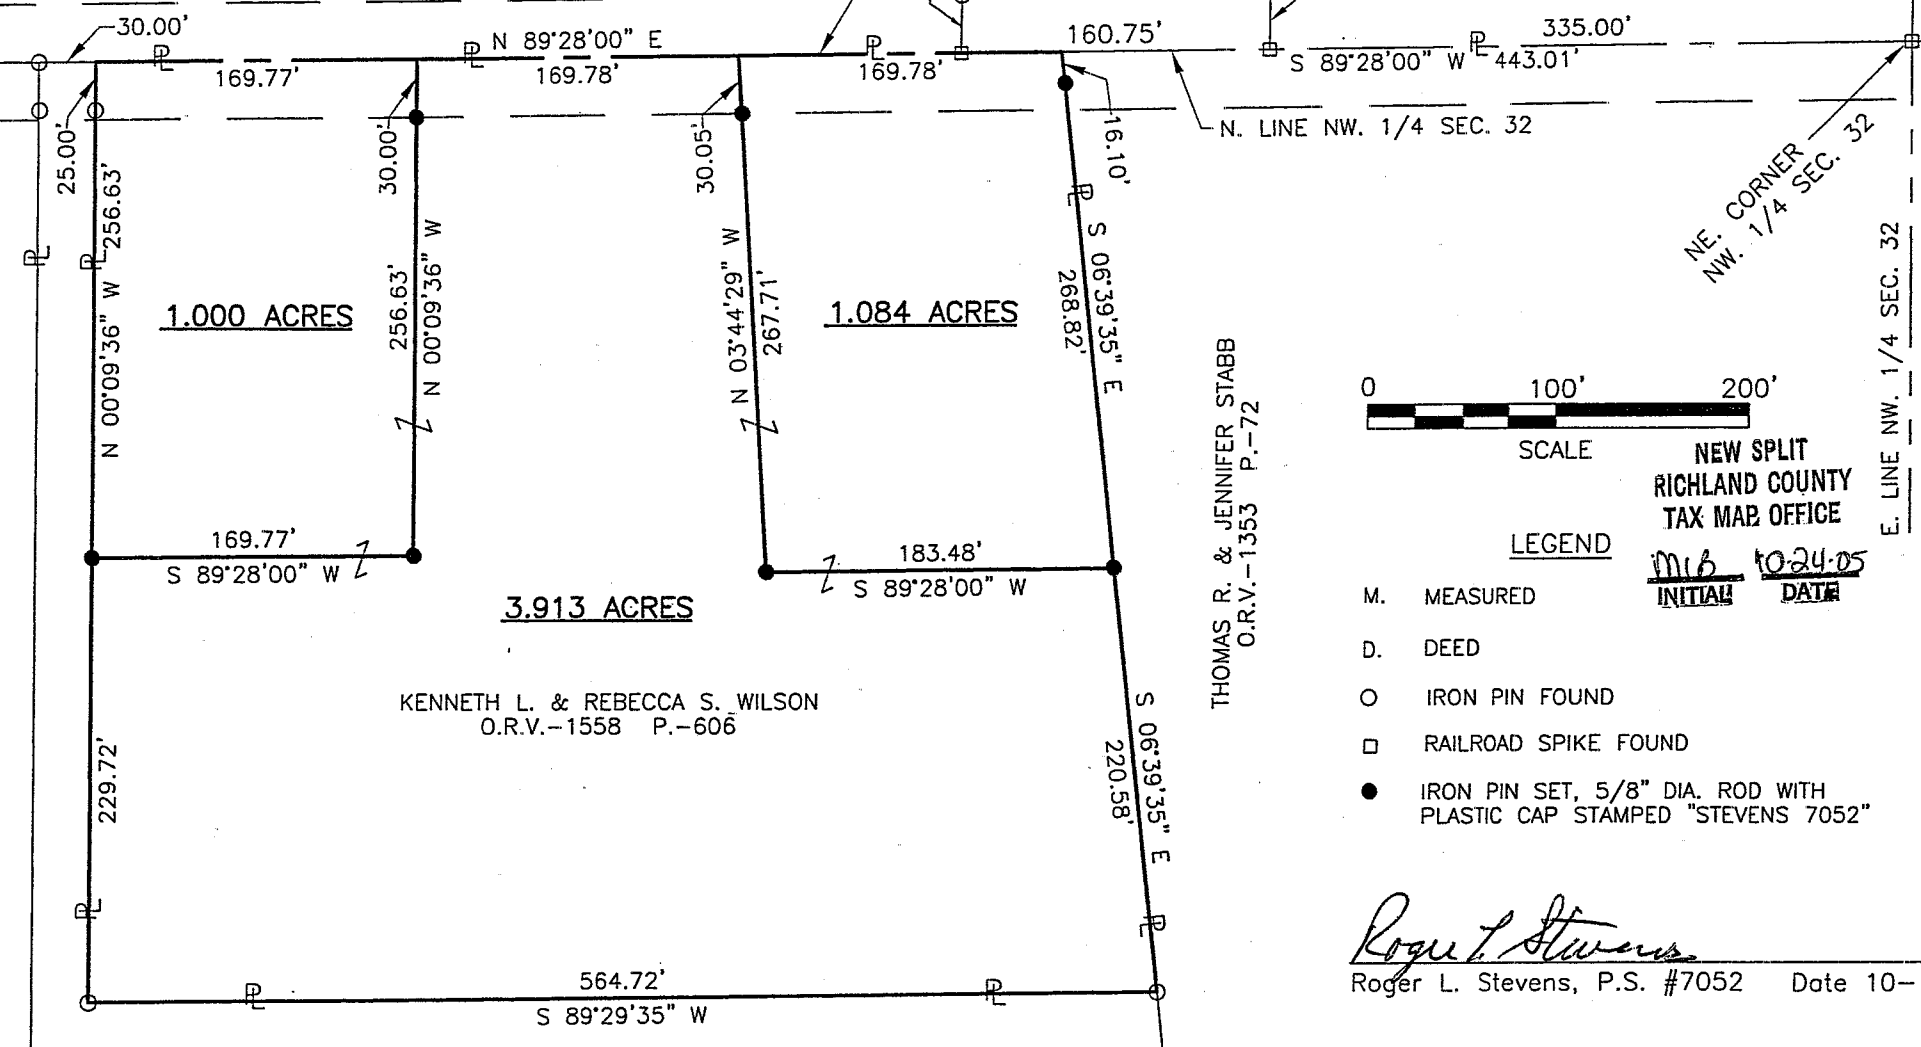 30.00'
N 89°28'00" E
169.77'
169.78'
169.78'
160.75'
335.00'
S 89°28'00" W 443.01'
N. LINE NW. 1/4 SEC. 32
NE. CORNER
NW. 1/4 SEC. 32
E. LINE NW. 1/4 SEC. 32
25.00'
256.63'
N 00°09'36" W
30.00'
256.63'
N 00°09'36" W
30.05'
N 03°44'29" W
267.71'
16.10'
S 06°39'35" E
268.82'
1.000 ACRES
1.084 ACRES
169.77'
S 89°28'00" W
183.48'
S 89°28'00" W
3.913 ACRES
KENNETH L. & REBECCA S. WILSON
O.R.V.-1558 P.-606
THOMAS R. & JENNIFER STABB
O.R.V.-1353 P.-72
229.72'
S 06°39'35" E
220.58'
564.72'
S 89°29'35" W
0 100' 200'
SCALE
NEW SPLIT
RICHLAND COUNTY
TAX MAP OFFICE
MLB 10-24-05
INITIAL DATE
LEGEND
M. MEASURED
D. DEED
IRON PIN FOUND
RAILROAD SPIKE FOUND
IRON PIN SET, 5/8" DIA. ROD WITH
PLASTIC CAP STAMPED "STEVENS 7052"
Roger L Stevens
Roger L. Stevens, P.S. #7052 Date 10-